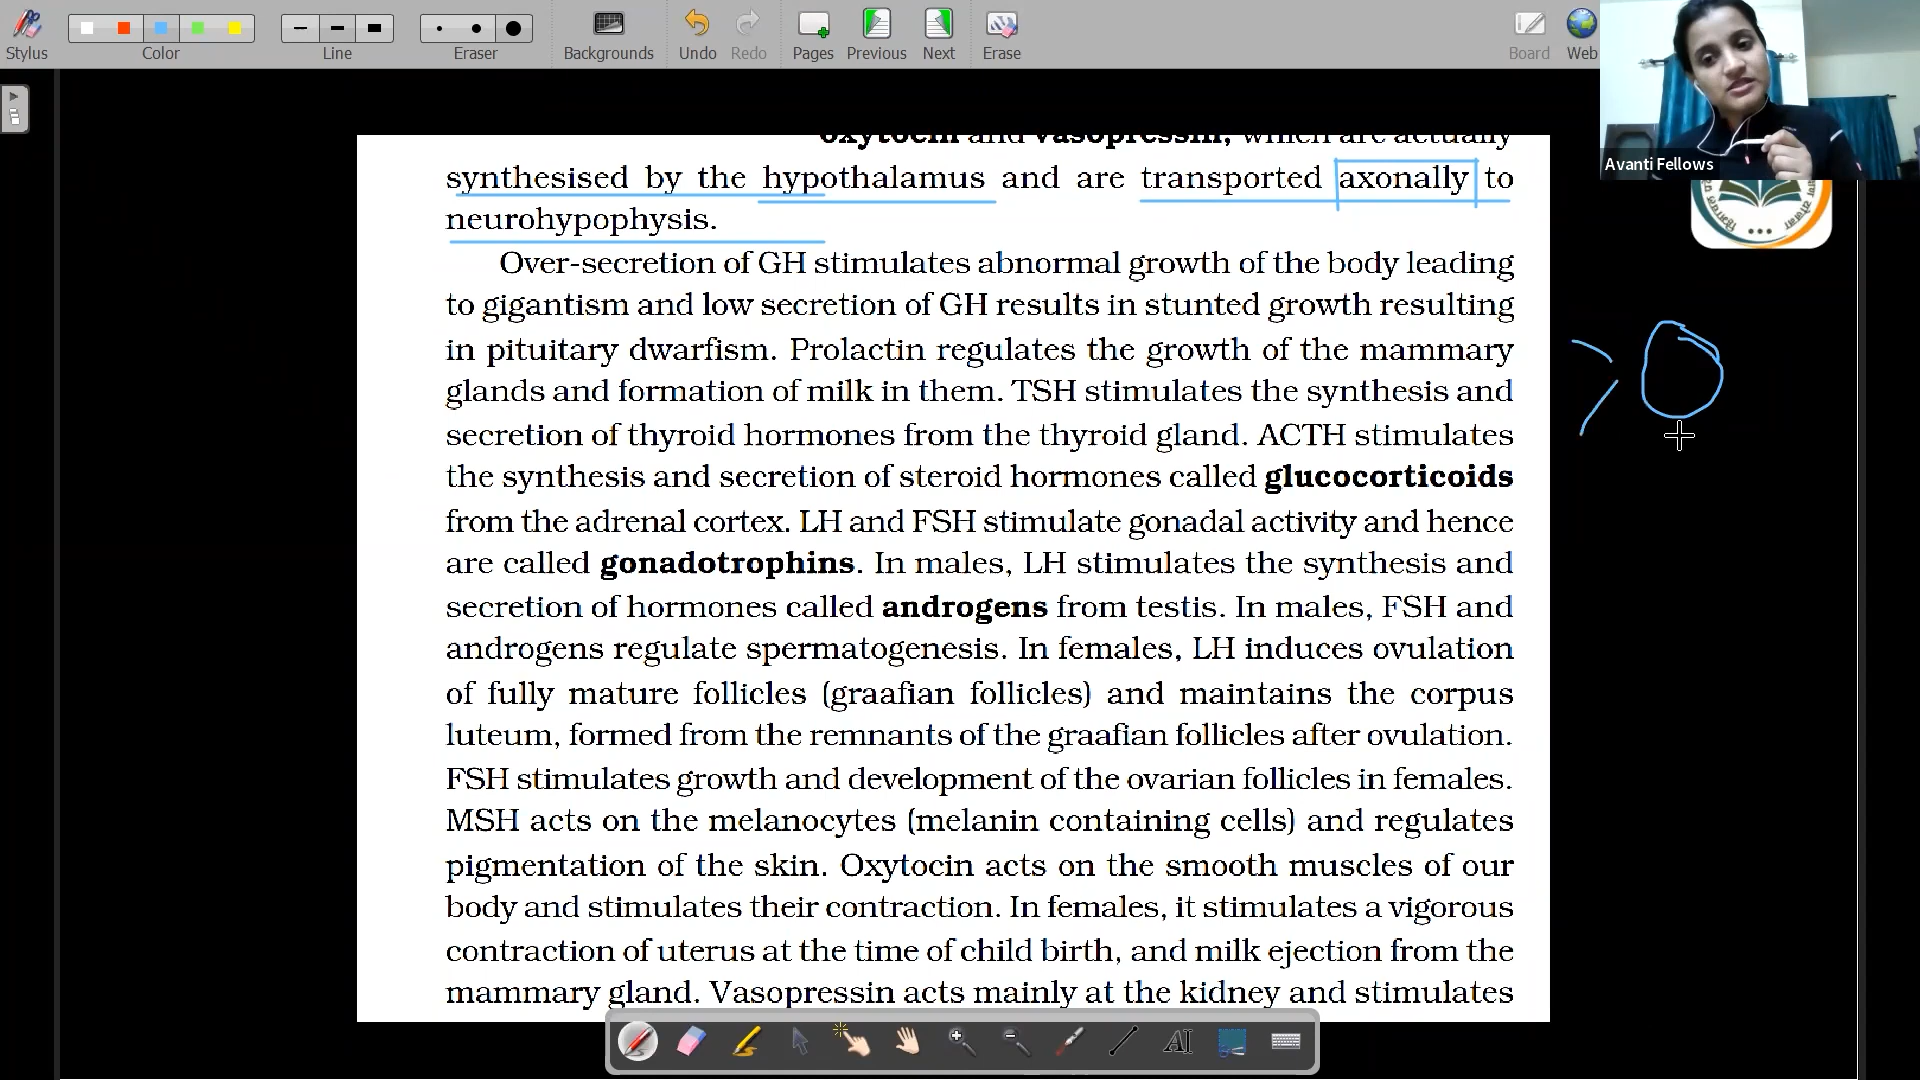 Stylus
Color
Line
Eraser
Backgrounds
Undo
Redo
Pages
Previous
Next
Erase
Board
Web
Avanti Fellows
oxytocin and vasopressin, which are actually
synthesised by the hypothalamus and are transported axonally to
neurohypophysis.
Over-secretion of GH stimulates abnormal growth of the body leading
to gigantism and low secretion of GH results in stunted growth resulting
in pituitary dwarfism. Prolactin regulates the growth of the mammary
glands and formation of milk in them. TSH stimulates the synthesis and
secretion of thyroid hormones from the thyroid gland. ACTH stimulates
the synthesis and secretion of steroid hormones called glucocorticoids
from the adrenal cortex. LH and FSH stimulate gonadal activity and hence
are called gonadotrophins. In males, LH stimulates the synthesis and
secretion of hormones called androgens from testis. In males, FSH and
androgens regulate spermatogenesis. In females, LH induces ovulation
of fully mature follicles (graafian follicles) and maintains the corpus
luteum, formed from the remnants of the graafian follicles after ovulation.
FSH stimulates growth and development of the ovarian follicles in females.
MSH acts on the melanocytes (melanin containing cells) and regulates
pigmentation of the skin. Oxytocin acts on the smooth muscles of our
body and stimulates their contraction. In females, it stimulates a vigorous
contraction of uterus at the time of child birth, and milk ejection from the
mammary gland. Vasopressin acts mainly at the kidney and stimulates